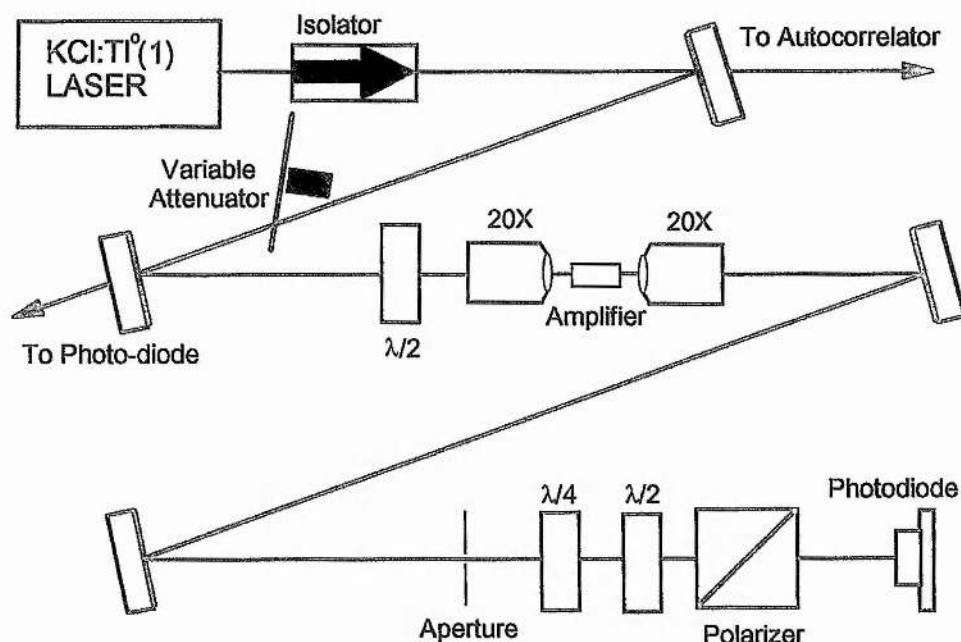 Isolator
To Autocorrelator
KCl:Tl⁰(1)
LASER
Variable
Attenuator
20X
20X
Amplifier
λ/2
To Photo-diode
λ/4
λ/2
Photodiode
Aperture
Polarizer